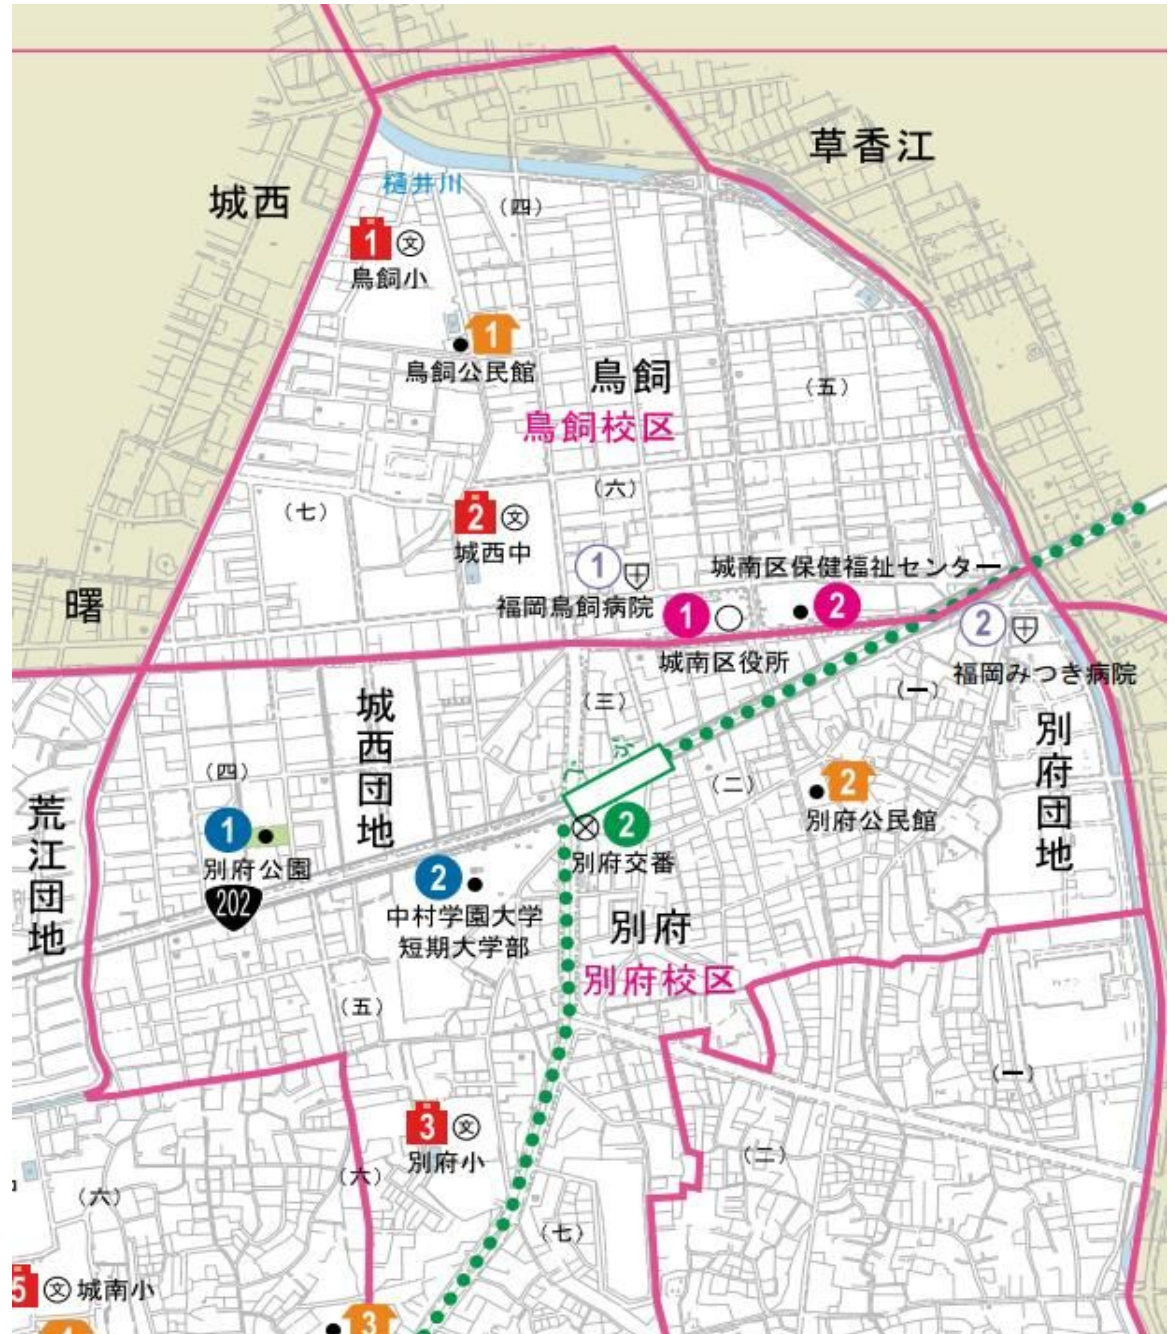 草香江
城西
樋井川
(四)
1
文
鳥飼小
1
鳥飼公民館
鳥飼
(五)
鳥飼校区
(六)
(七)
2
文
城西中
1
福岡鳥飼病院
城南区保健福祉センター
曙
1
2
2
城南区役所
福岡みつき病院
城西団地
(三)
(一)
別府団地
べ
ふ
(四)
(二)
2
別府公民館
荒江団地
1
別府公園
2
別府交番
202
2
中村学園大学
短期大学部
別府
別府校区
(五)
(一)
3
文
別府小
(六)
(二)
(六)
(七)
5
文
城南小
3